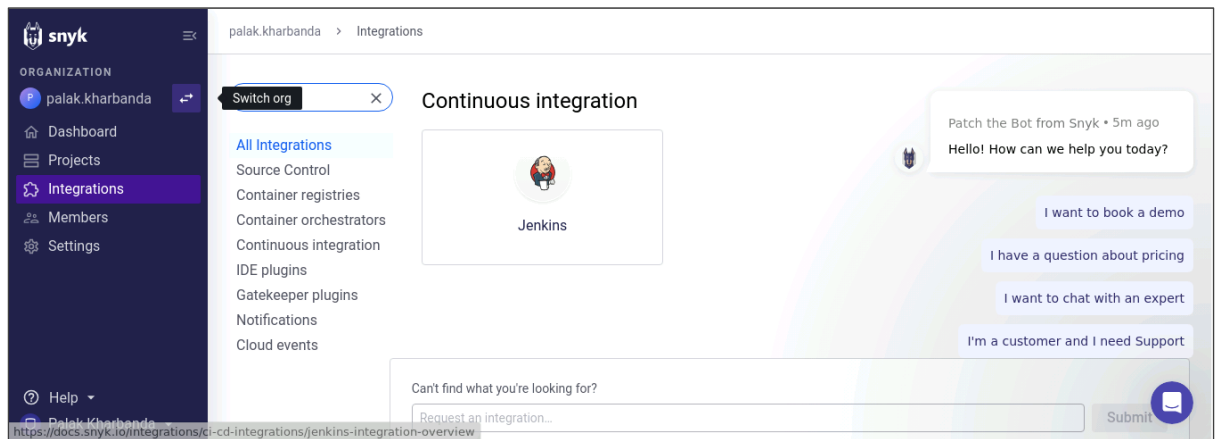 snyk
palak.kharbanda > Integrations
ORGANIZATION
P palak.kharbanda
Switch org
Dashboard
Projects
Integrations
Members
Settings
Help
Palak Kharbanda
https://docs.snyk.io/integrations/ci-cd-integrations/jenkins-integration-overview
All Integrations
Source Control
Container registries
Container orchestrators
Continuous integration
IDE plugins
Gatekeeper plugins
Notifications
Cloud events
Continuous integration
Jenkins
Patch the Bot from Snyk • 5m ago
Hello! How can we help you today?
I want to book a demo
I have a question about pricing
I want to chat with an expert
I'm a customer and I need Support
Can't find what you're looking for?
Request an integration...
Submit